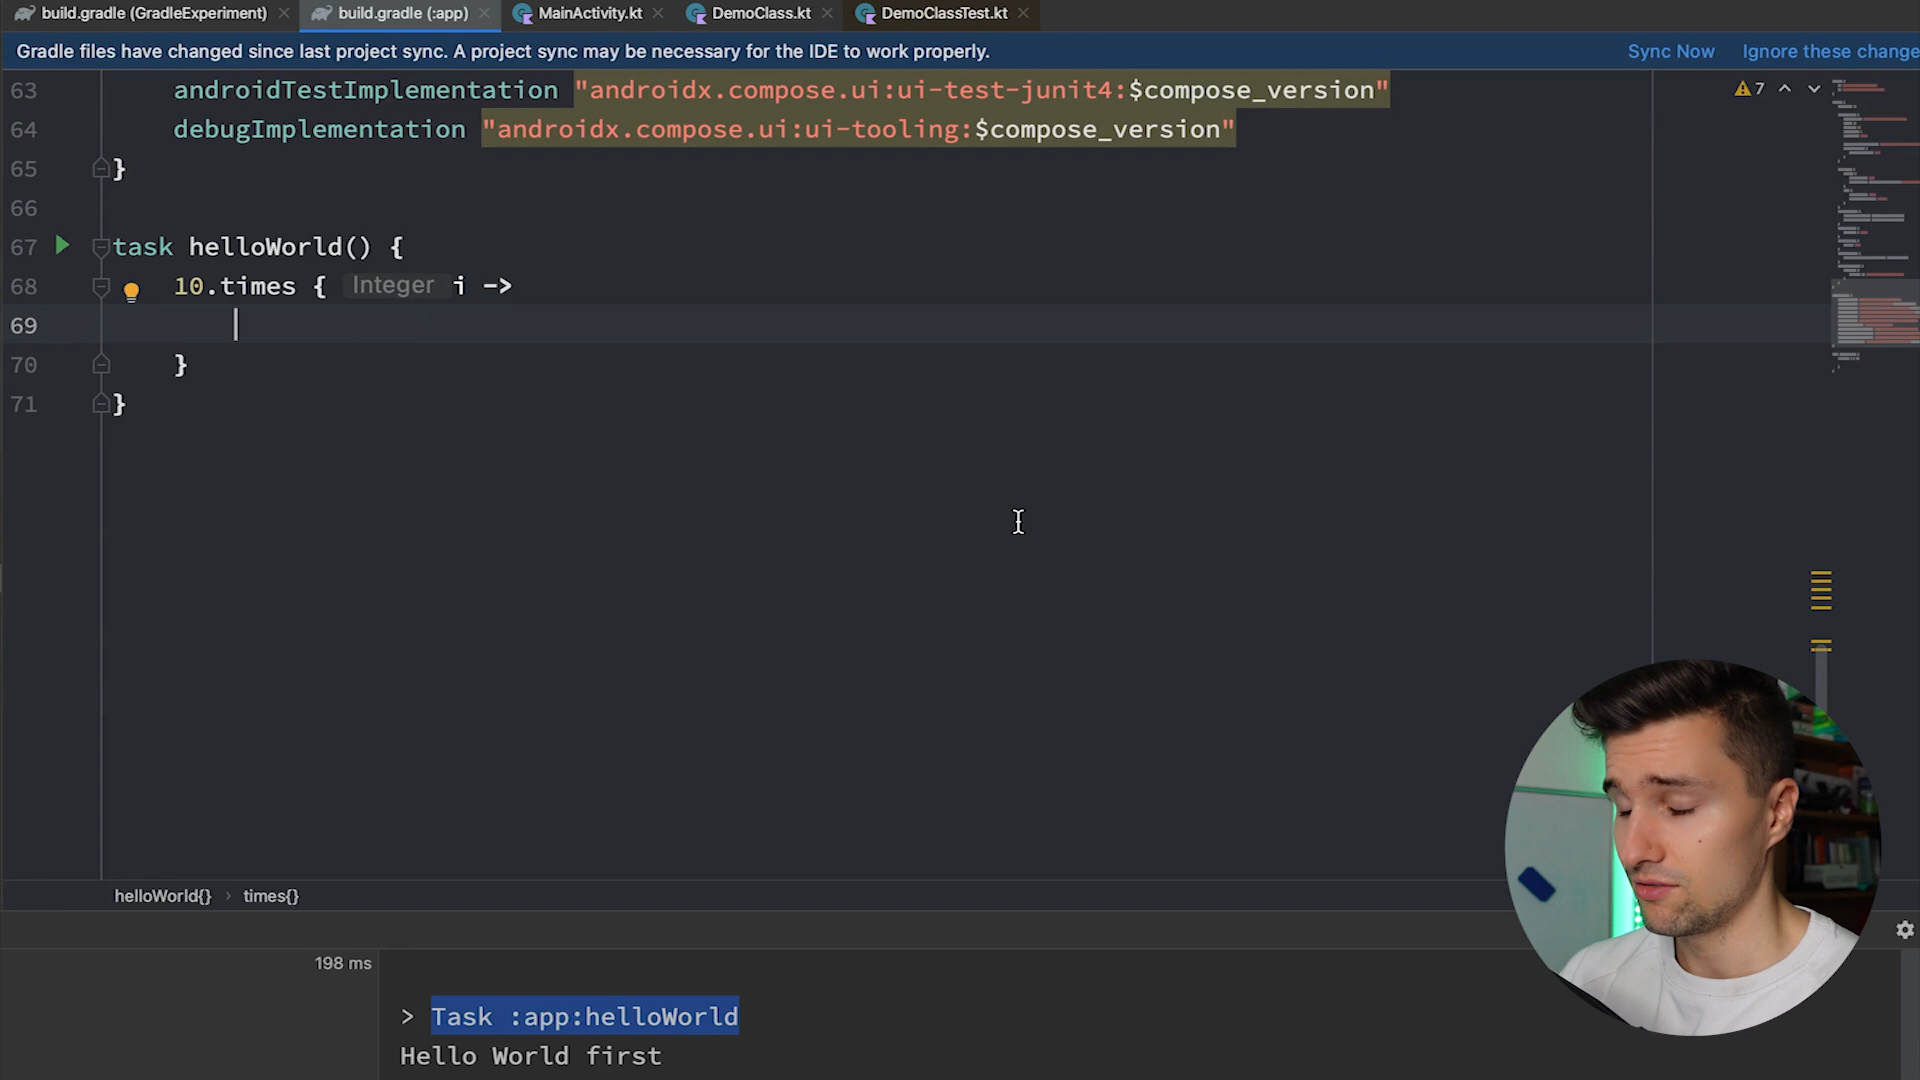 build.gradle (GradleExperiment) build.gradle (:app) MainActivity.kt DemoClass.kt DemoClassTest.kt
Gradle files have changed since last project sync. A project sync may be necessary for the IDE to work properly. Sync Now Ignore these change
63 androidTestImplementation "androidx.compose.ui:ui-test-junit4:$compose_version" 7
64 debugImplementation "androidx.compose.ui:ui-tooling:$compose_version"
65 }
66
67 task helloWorld() {
68 10.times { Integer i ->
69
70 }
71 }
helloWorld{} › times{}
198 ms
> Task :app:helloWorld
Hello World first